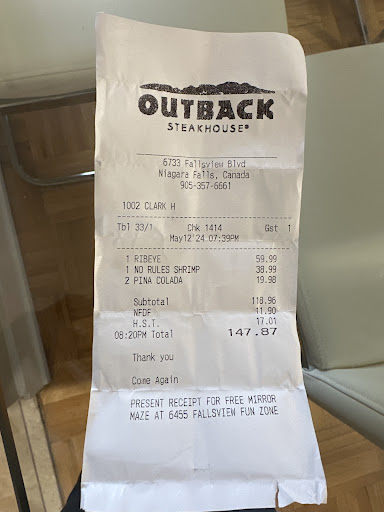 OUTBACK
STEAKHOUSE®
6733 Fallsview Blvd
Niagara Falls, Canada
905-357-6661
1002 CLARK H
Tbl 33/1 Chk 1414 Gst 1
May12'24 07:39PM
1 RIBEYE 59.99
1 NO RULES SHRIMP 38.99
2 PINA COLADA 19.98
Subtotal 118.96
NFDF 11.90
H.S.T. 17.01
08:20PM Total 147.87
Thank you
Come Again
PRESENT RECEIPT FOR FREE MIRROR
MAZE AT 6455 FALLSVIEW FUN ZONE